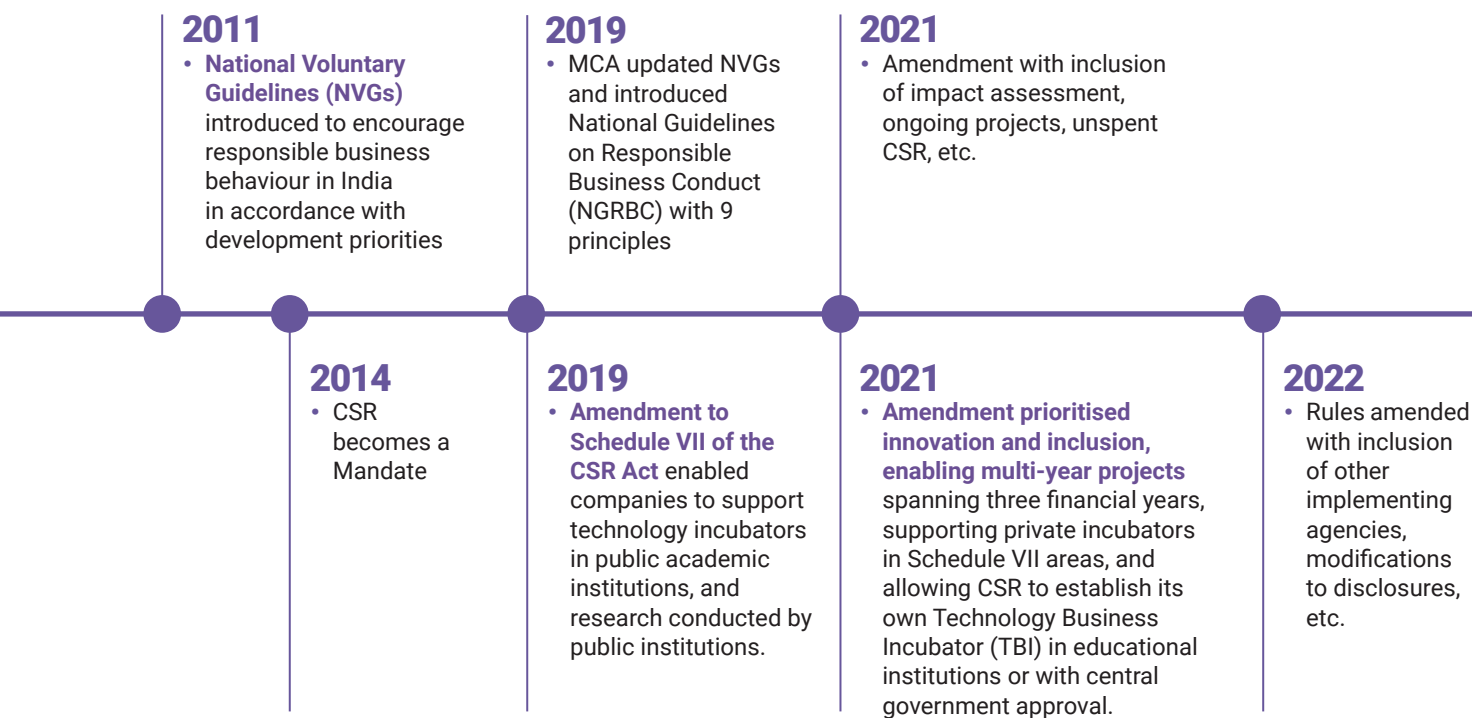 2011
• National Voluntary
Guidelines (NVGs)
introduced to encourage
responsible business
behaviour in India
in accordance with
development priorities
2019
• MCA updated NVGs
and introduced
National Guidelines
on Responsible
Business Conduct
(NGRBC) with 9
principles
2021
• Amendment with inclusion
of impact assessment,
ongoing projects, unspent
CSR, etc.
2014
• CSR
becomes a
Mandate
2019
• Amendment to
Schedule VII of the
CSR Act enabled
companies to support
technology incubators
in public academic
institutions, and
research conducted by
public institutions.
2021
• Amendment prioritised
innovation and inclusion,
enabling multi-year projects
spanning three financial years,
supporting private incubators
in Schedule VII areas, and
allowing CSR to establish its
own Technology Business
Incubator (TBI) in educational
institutions or with central
government approval.
2022
• Rules amended
with inclusion
of other
implementing
agencies,
modifications
to disclosures,
etc.